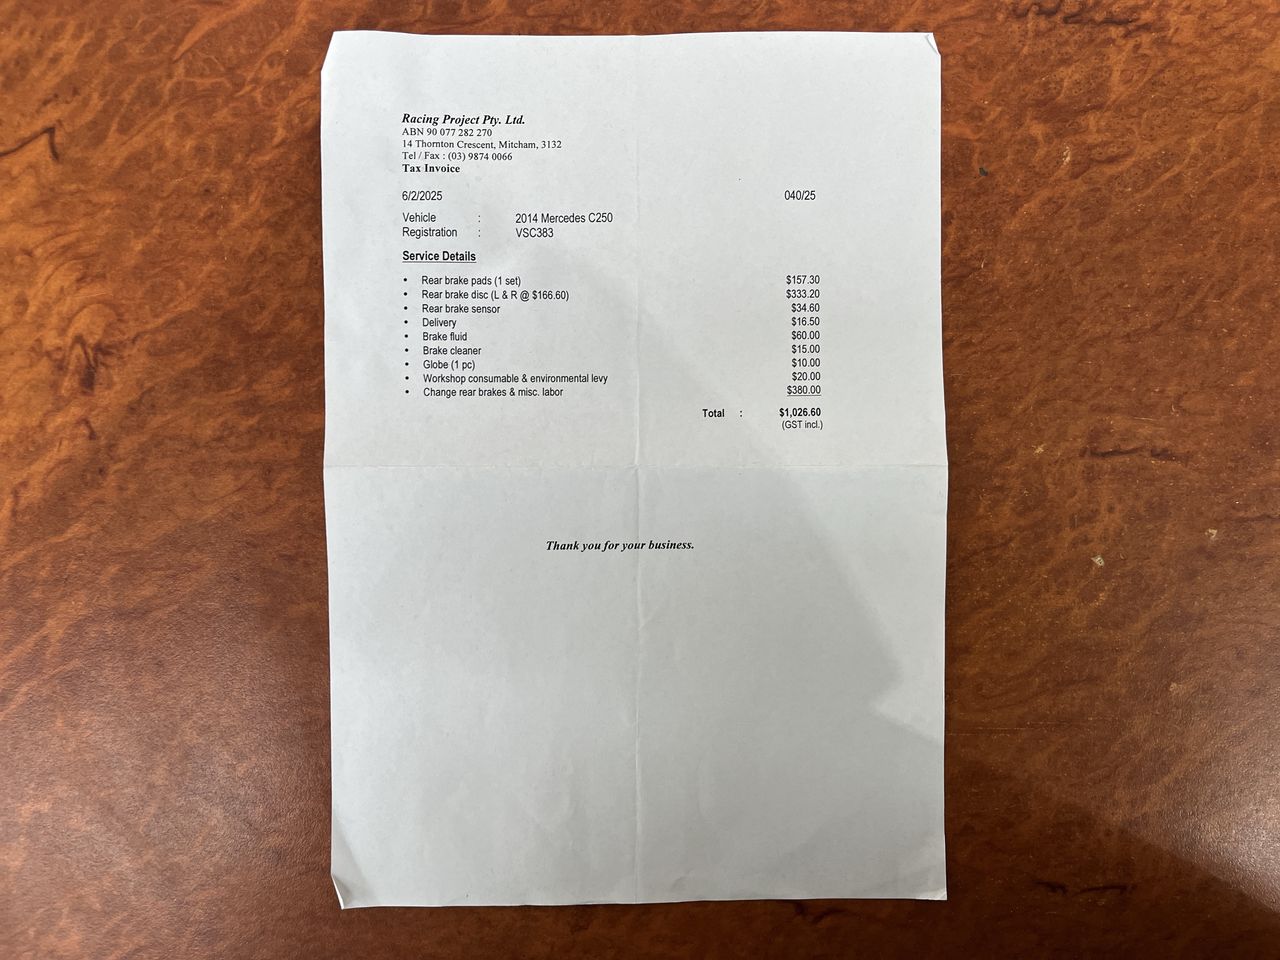 Racing Project Pty. Ltd.
ABN 90 077 282 270
14 Thornton Crescent, Mitcham, 3132
Tel / Fax : (03) 9874 0066
Tax Invoice
6/2/2025 040/25
Vehicle : 2014 Mercedes C250
Registration : VSC383
Service Details
• Rear brake pads (1 set) $157.30
• Rear brake disc (L & R @ $166.60) $333.20
• Rear brake sensor $34.60
• Delivery $16.50
• Brake fluid $60.00
• Brake cleaner $15.00
• Globe (1 pc) $10.00
• Workshop consumable & environmental levy $20.00
• Change rear brakes & misc. labor $380.00
Total : $1,026.60
(GST incl.)
Thank you for your business.